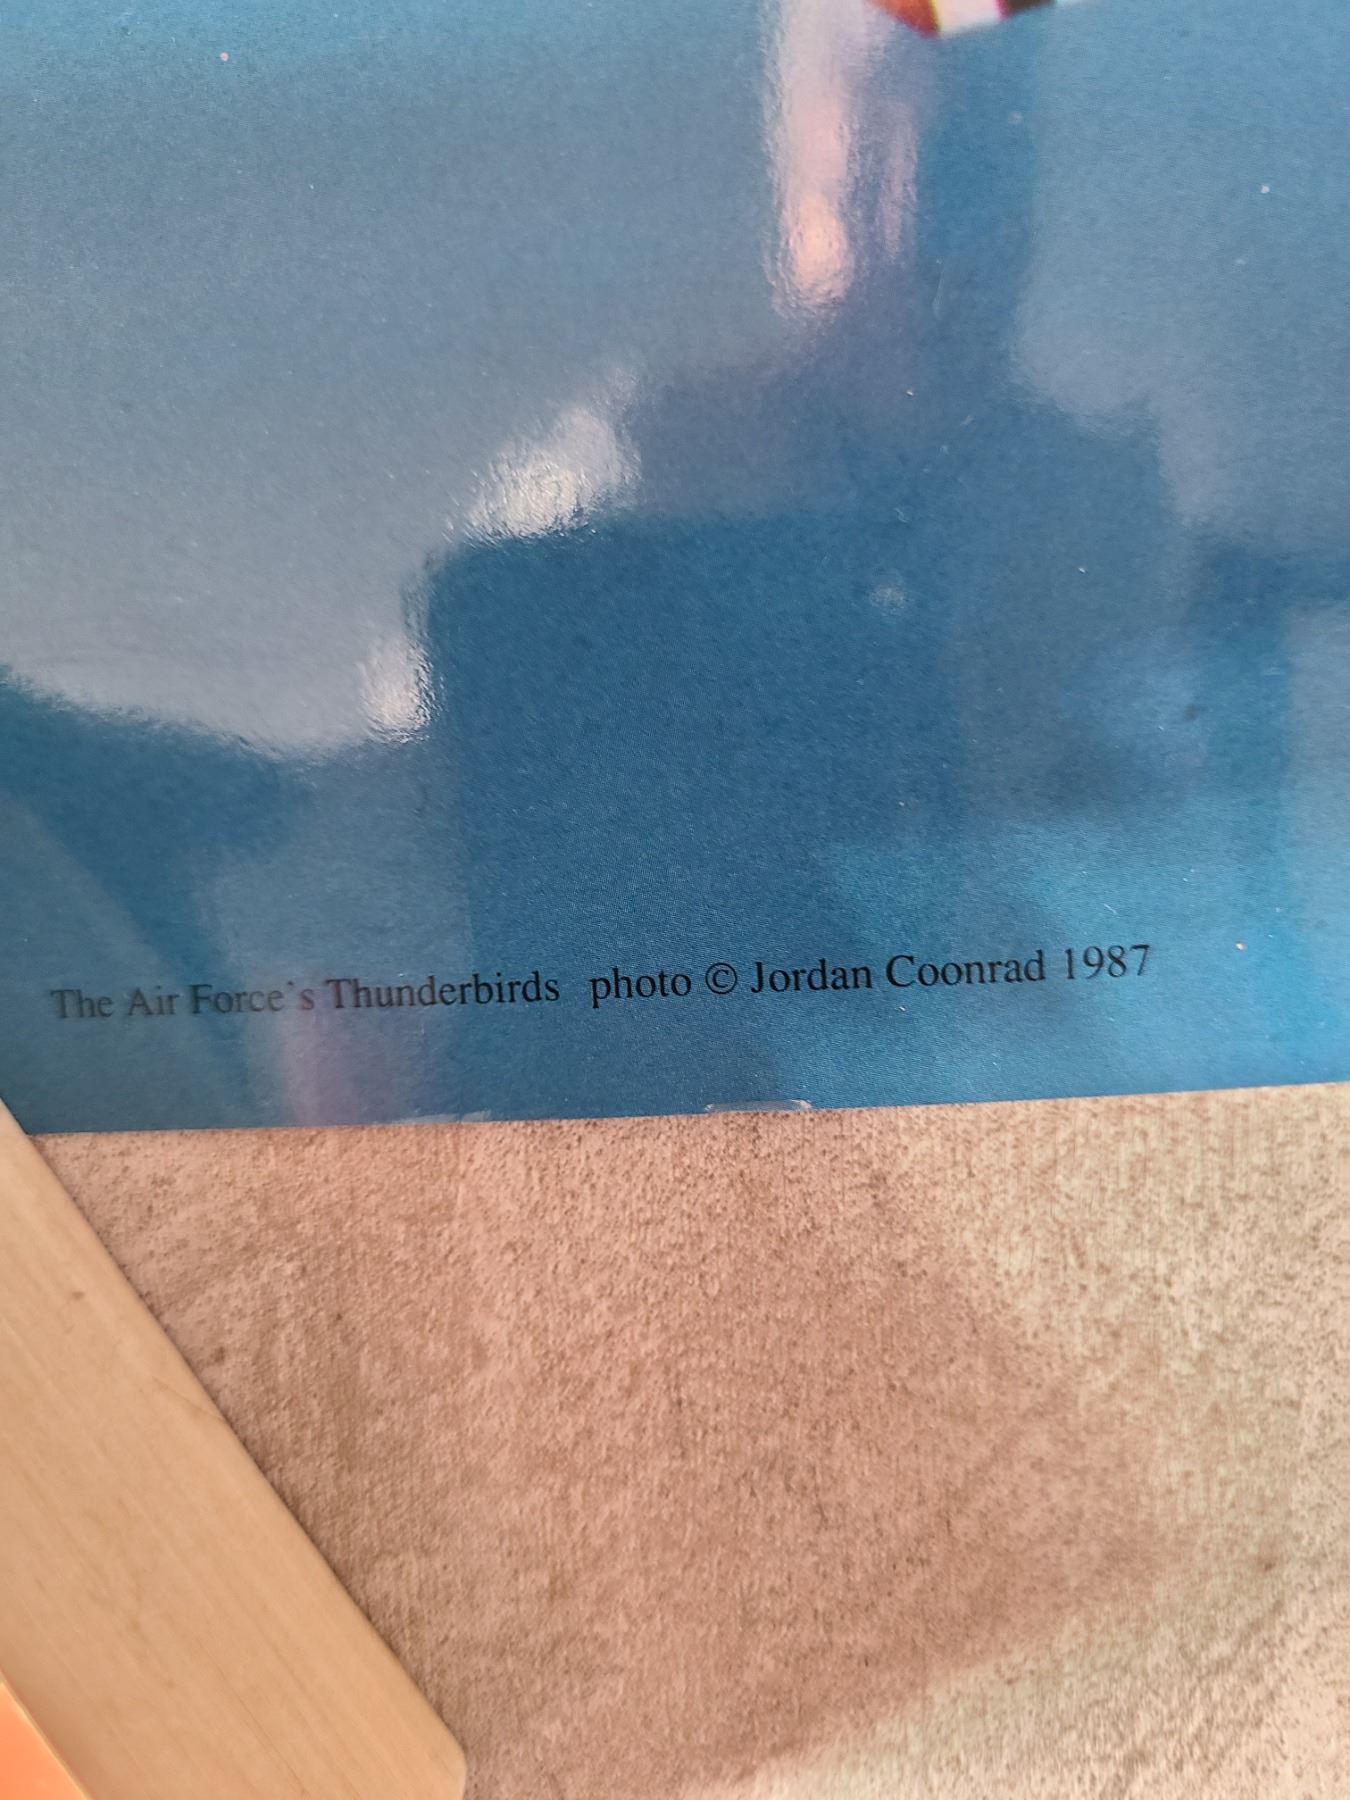 The Air Force's Thunderbirds photo © Jordan Coonrad 1987